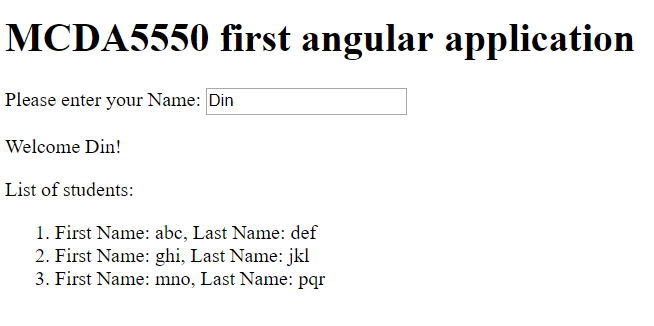 MCDA5550 first angular application
Please enter your Name: Din
Welcome Din!
List of students:
1. First Name: abc, Last Name: def
2. First Name: ghi, Last Name: jkl
3. First Name: mno, Last Name: pqr